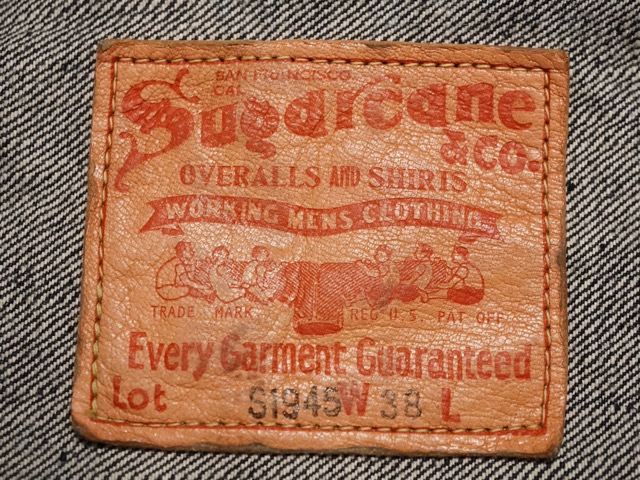 SAN FRANCISCO
CAL
Sugarcane
& CO.
OVERALLS AND SHIRTS
WORKING MENS CLOTHING
TRADE MARK REG U.S. PAT OFF
Every Garment Guaranteed
Lot S1945 W 38 L